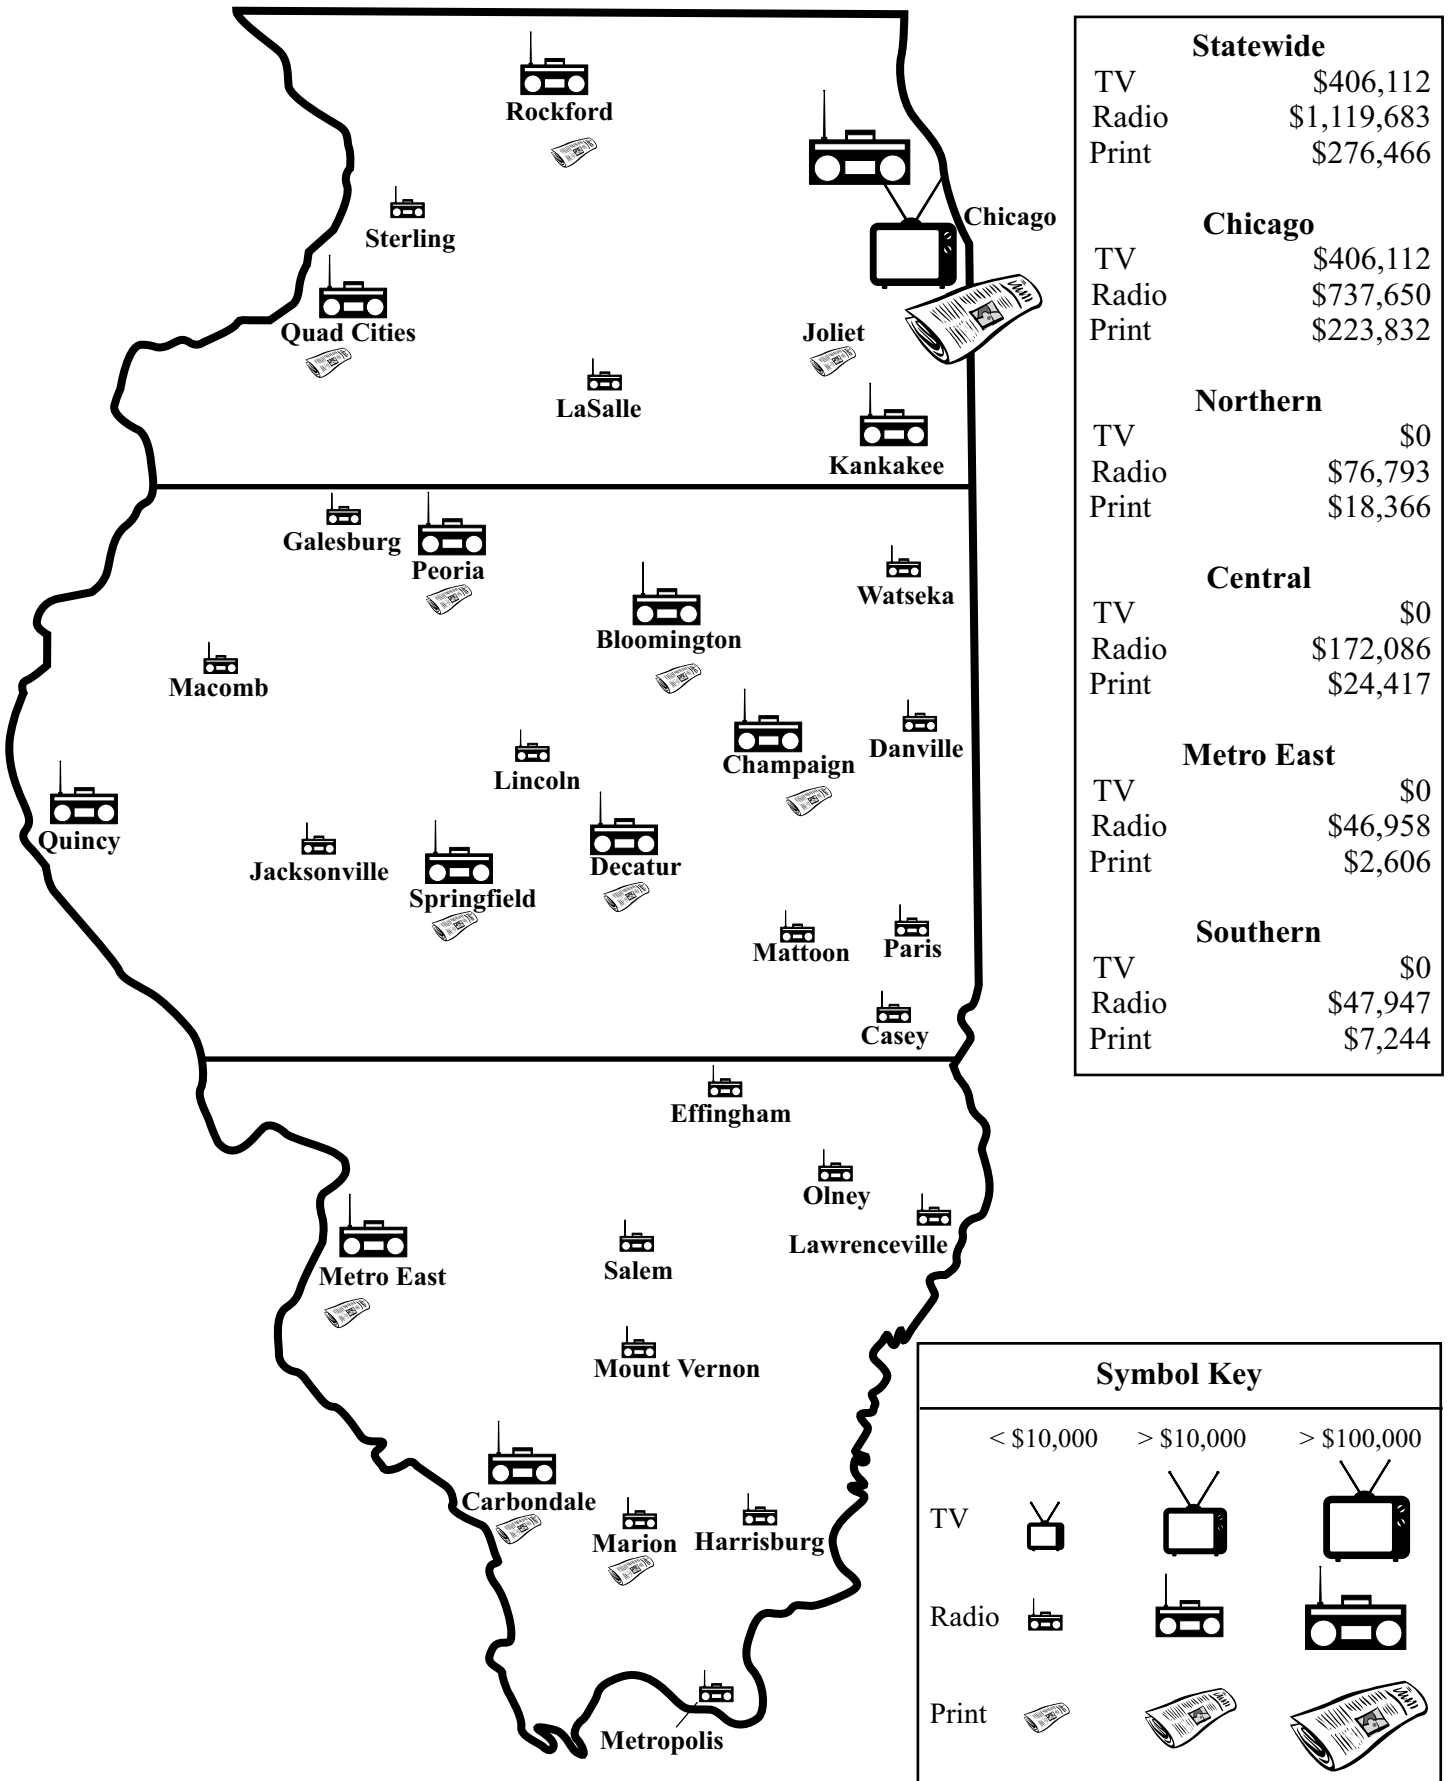 Rockford
Sterling
Chicago
Quad Cities
Joliet
LaSalle
Kankakee
Galesburg
Peoria
Watseka
Bloomington
Macomb
Danville
Champaign
Lincoln
Quincy
Jacksonville
Decatur
Springfield
Mattoon
Paris
Casey
Effingham
Olney
Lawrenceville
Salem
Metro East
Mount Vernon
Carbondale
Marion
Harrisburg
Metropolis
Statewide
TV $406,112
Radio $1,119,683
Print $276,466
Chicago
TV $406,112
Radio $737,650
Print $223,832
Northern
TV $0
Radio $76,793
Print $18,366
Central
TV $0
Radio $172,086
Print $24,417
Metro East
TV $0
Radio $46,958
Print $2,606
Southern
TV $0
Radio $47,947
Print $7,244
Symbol Key
< $10,000 > $10,000 > $100,000
TV
Radio
Print